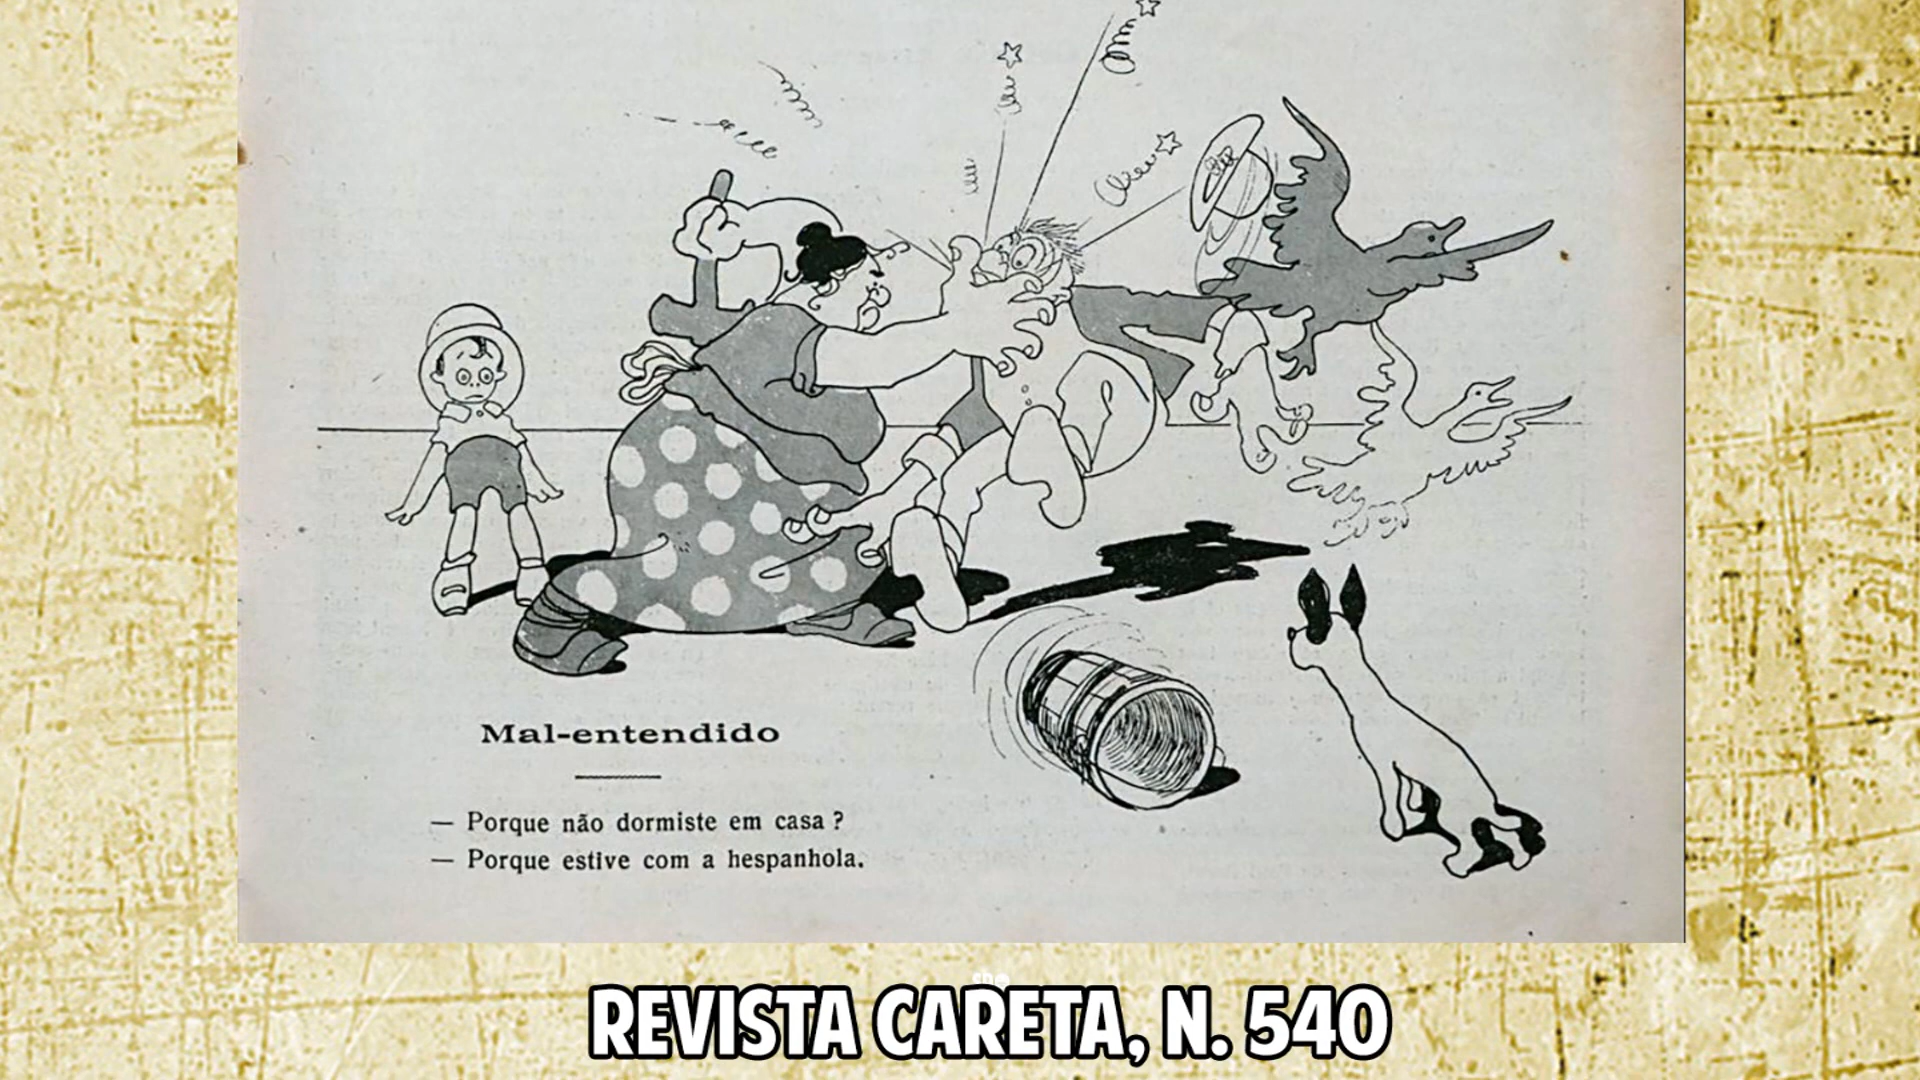 Mal-entendido
— Porque não dormiste em casa ?
— Porque estive com a hespanhola.
REVISTA CARETA, N. 540